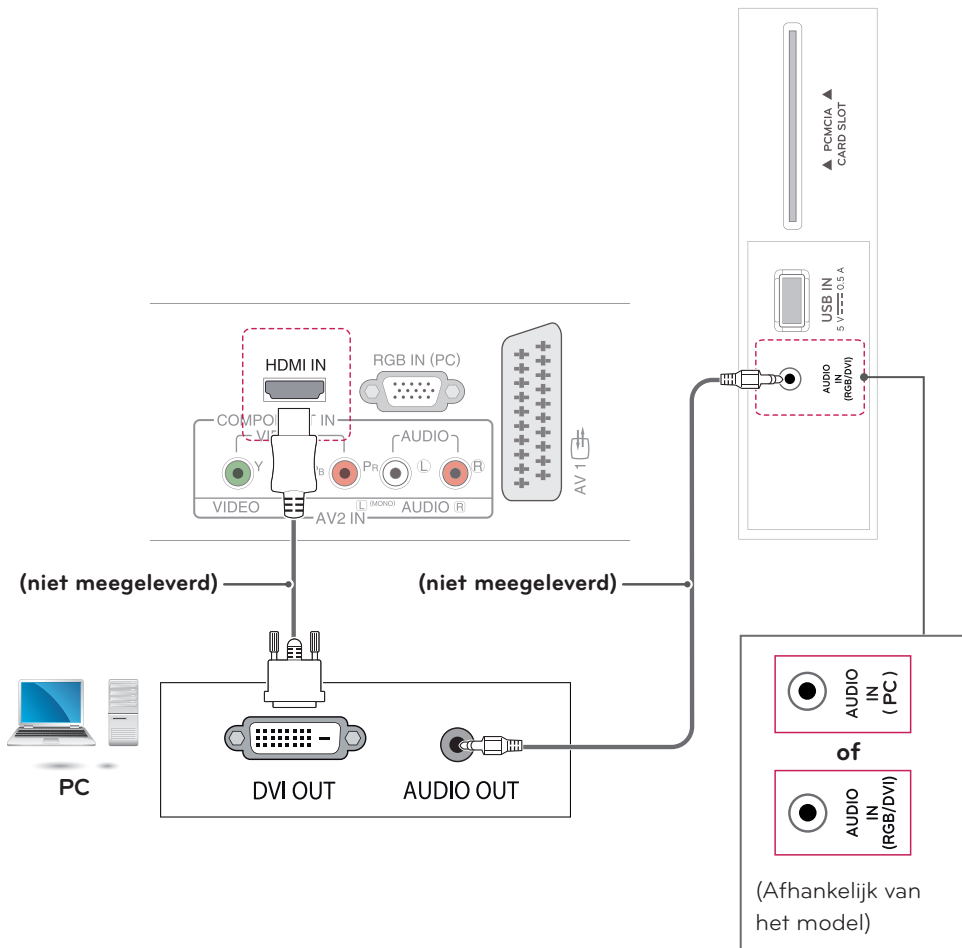 ▲ PCMCIA ▲
CARD SLOT
USB IN
5 V 0.5 A
AUDIO
IN
(RGB/DVI)
HDMI IN
RGB IN (PC)
COMPONENT IN
AUDIO
Y
PR
L
R
VIDEO
L (MONO) AUDIO R
AV2 IN
AV 1
(niet meegeleverd)
(niet meegeleverd)
PC
DVI OUT
AUDIO OUT
AUDIO
IN
(PC)
of
AUDIO
IN
(RGB/DVI)
(Afhankelijk van
het model)